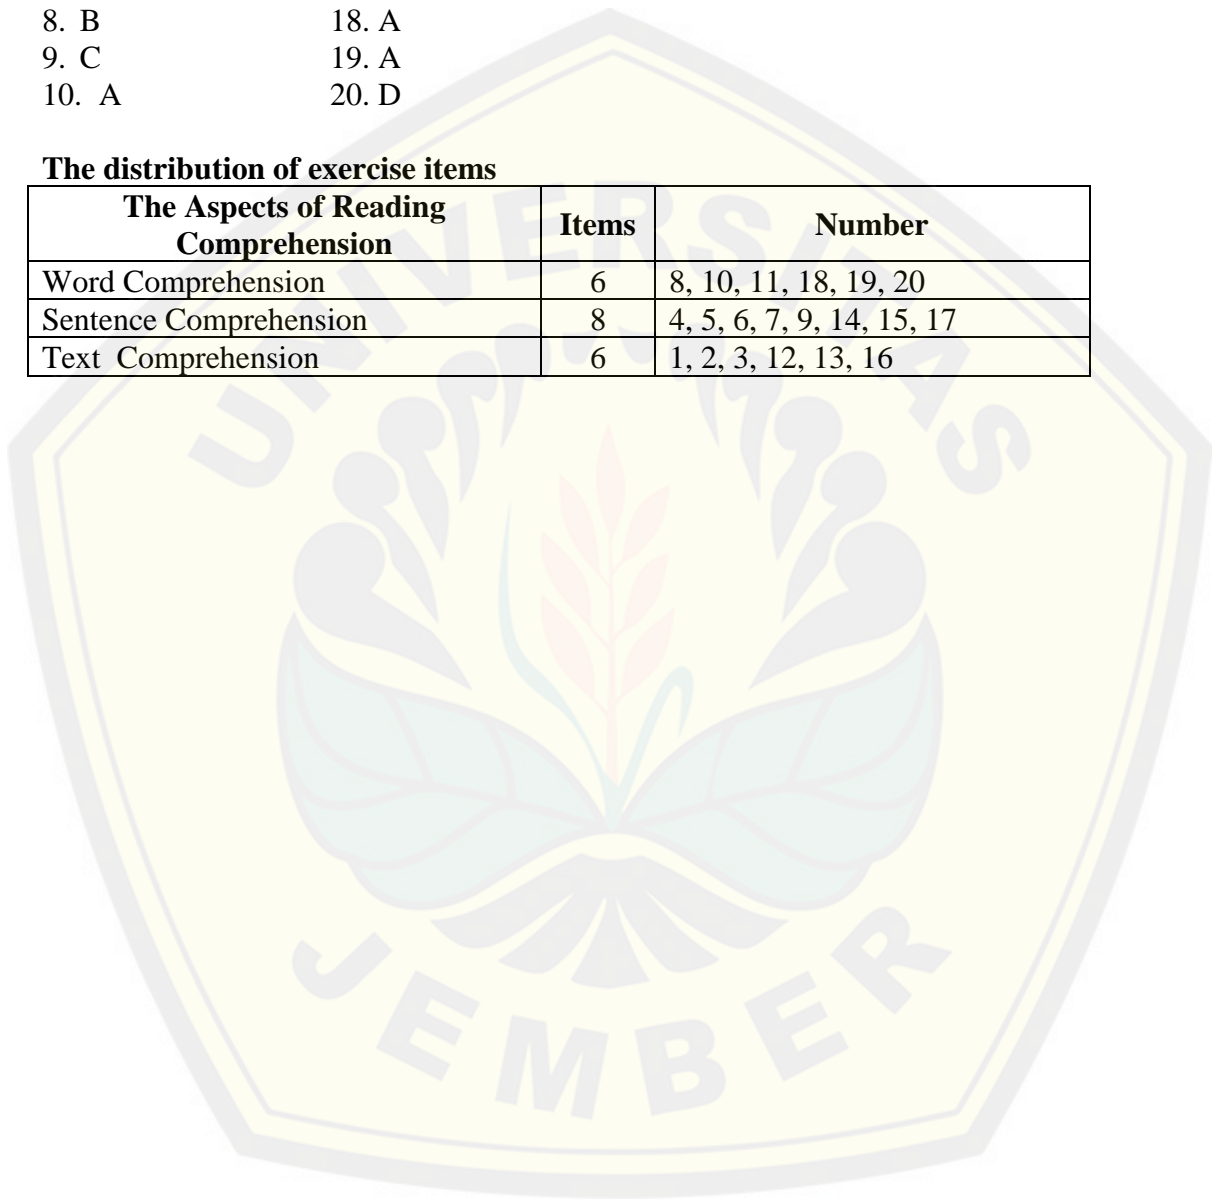 8. B 18. A
9. C 19. A
10. A 20. D
The distribution of exercise items
The Aspects of Reading Comprehension Items Number
Word Comprehension 6 8, 10, 11, 18, 19, 20
Sentence Comprehension 8 4, 5, 6, 7, 9, 14, 15, 17
Text Comprehension 6 1, 2, 3, 12, 13, 16
UNIVERSITAS
JEMBER